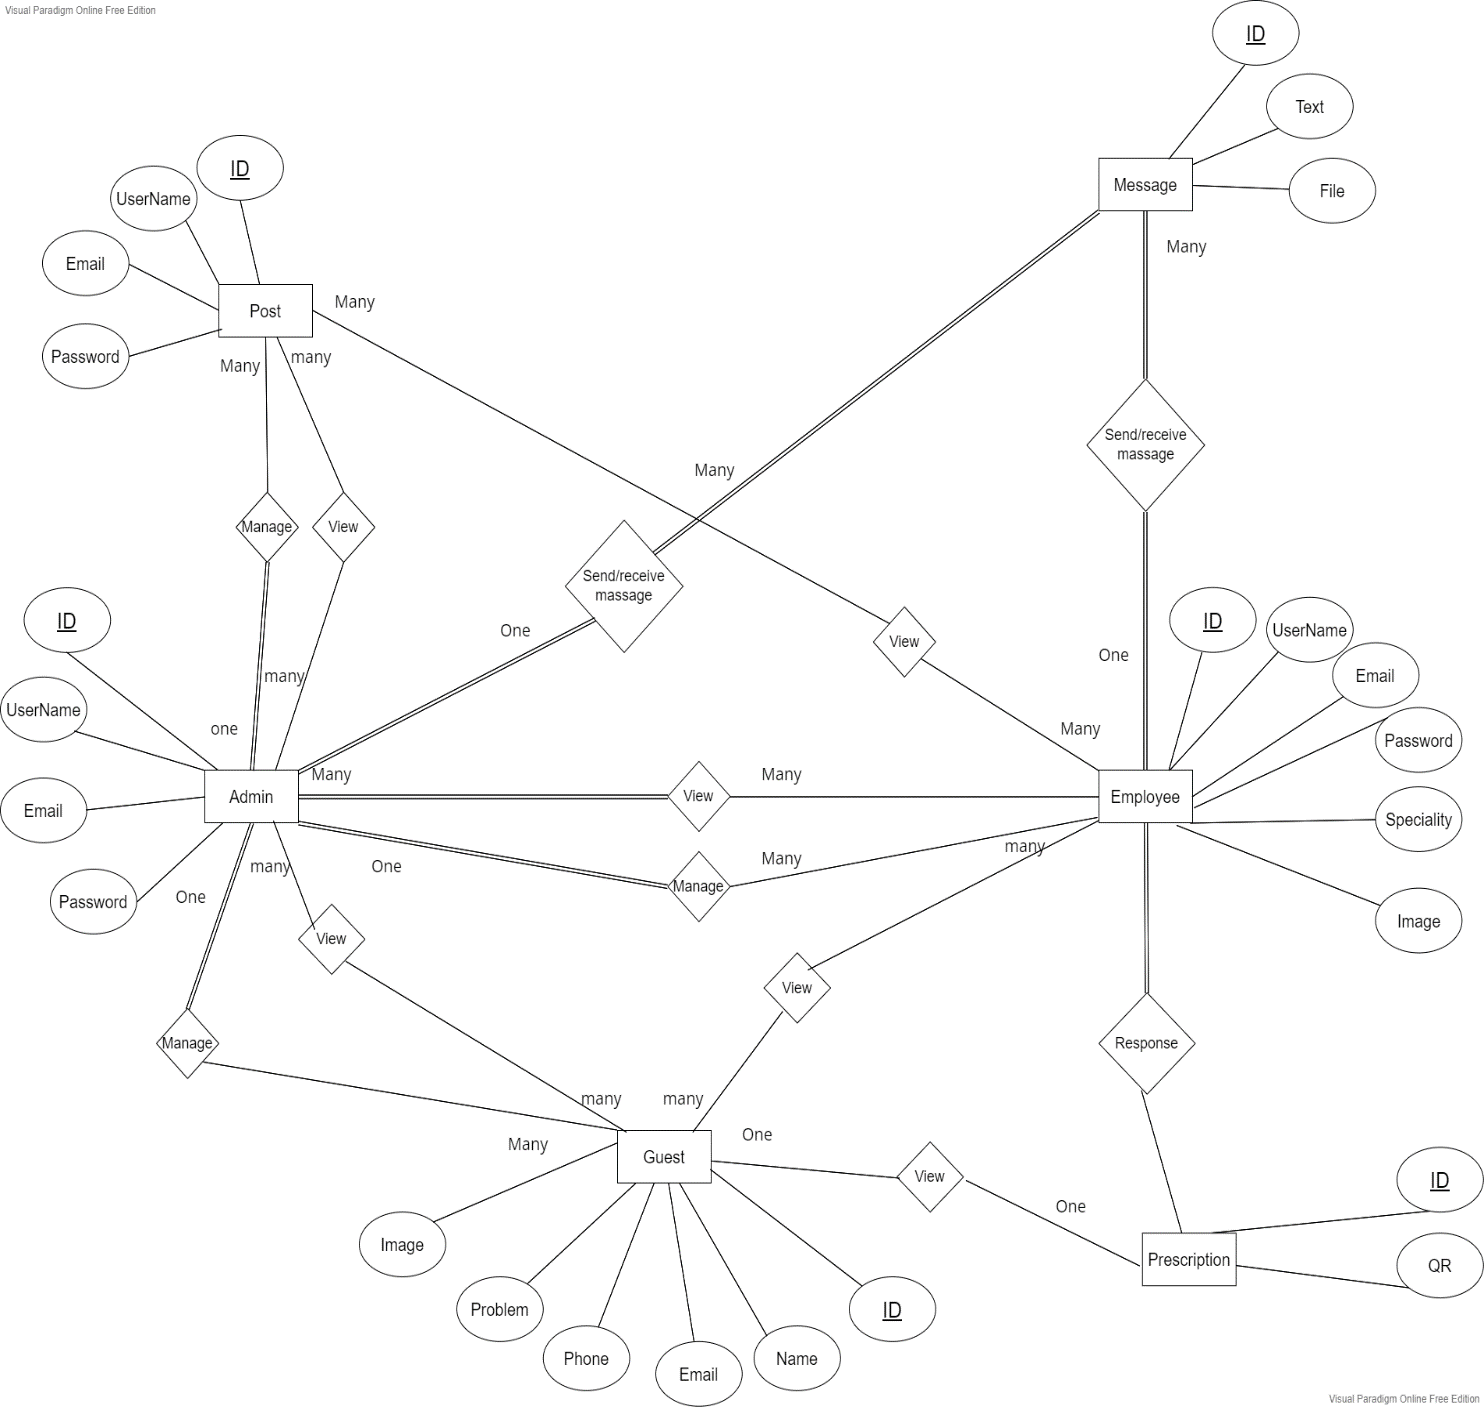 Visual Paradigm Online Free Edition
ID
Text
Message
File
Many
ID
UserName
Email
Post
Password
Many
Many
many
Many
Send/receive
massage
Manage
View
Send/receive
massage
One
View
One
Many
many
one
ID
UserName
Email
Password
Admin
Many
View
Many
Employee
ID
UserName
Email
Password
Speciality
Image
One
Manage
Many
many
One
many
View
Manage
View
Response
many
many
Many
One
Guest
View
One
Prescription
ID
QR
Image
Problem
Phone
Email
Name
ID
Visual Paradigm Online Free Edition